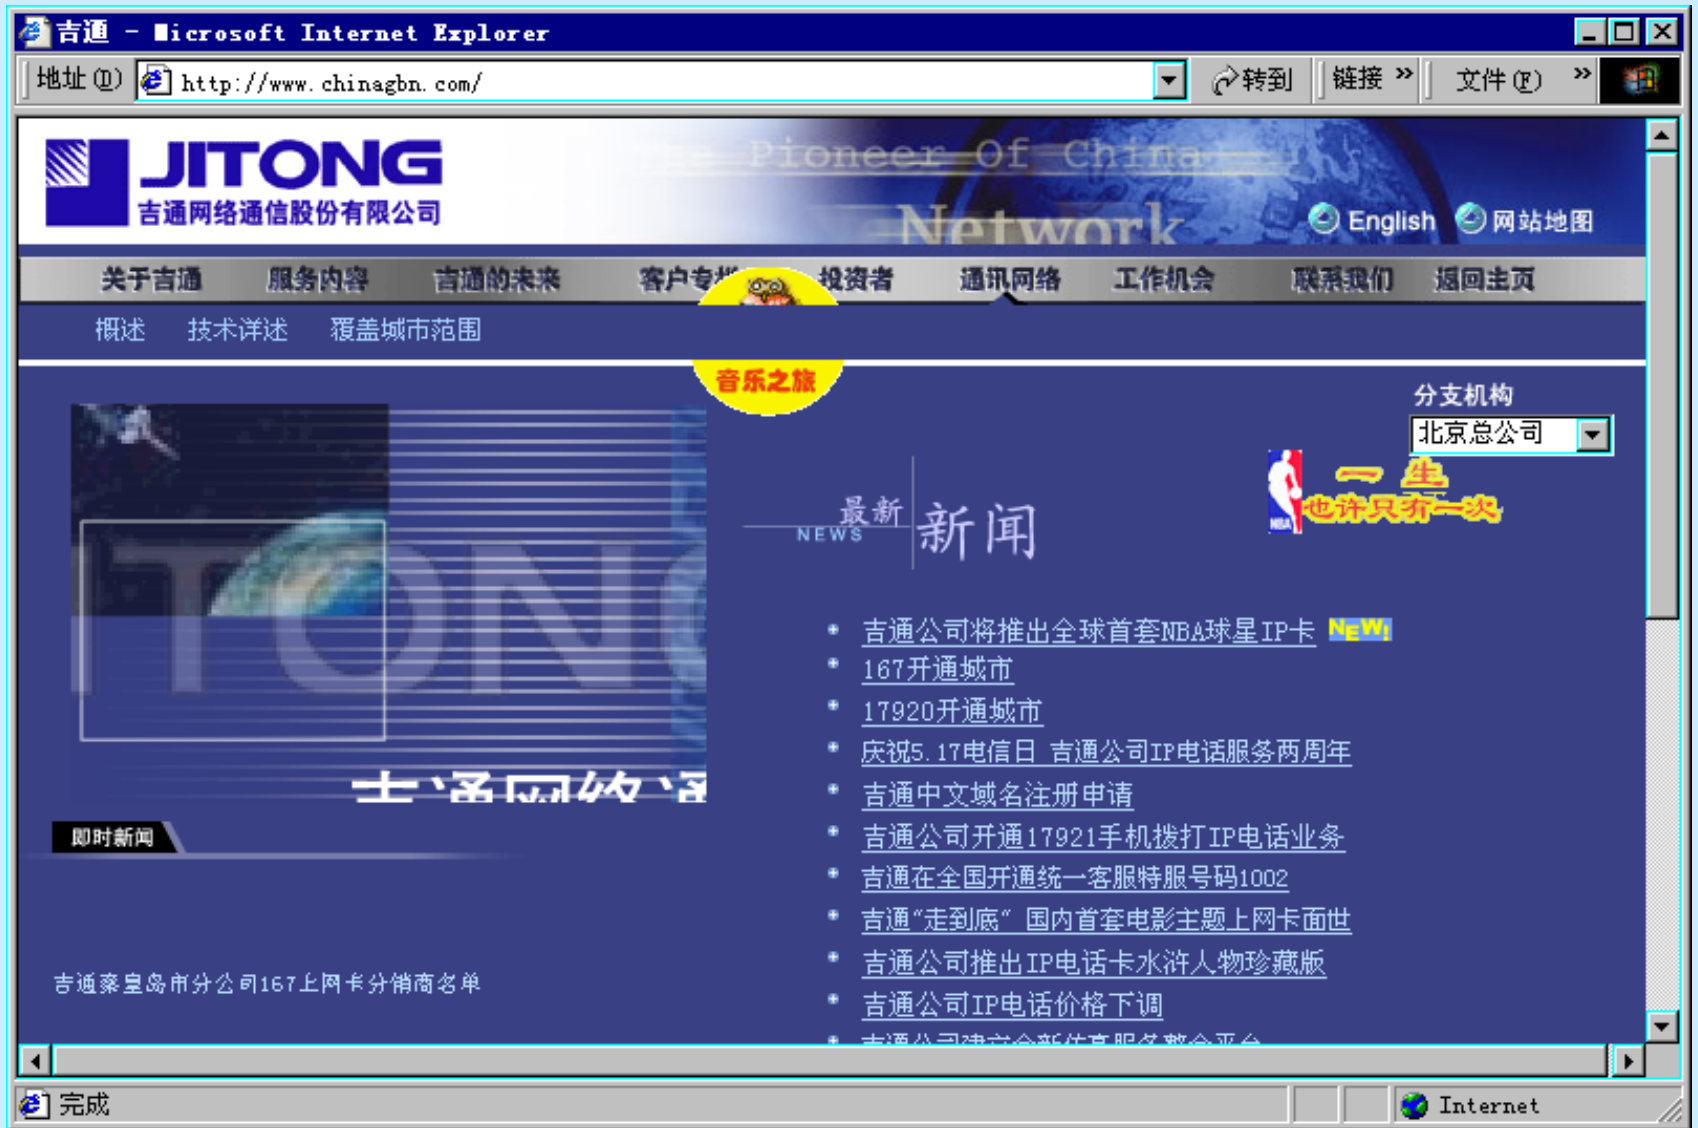 吉通 - Microsoft Internet Explorer
地址(D) http://www.chinagbn.com/ 转到 链接 » 文件(F) »
JITONG
吉通网络通信股份有限公司
The Pioneer Of China
Network
English 网站地图
关于吉通 服务内容 吉通的未来 客户专栏 投资者 通讯网络 工作机会 联系我们 返回主页
概述 技术详述 覆盖城市范围
音乐之旅
分支机构
北京总公司
一 生
也许只有一次
NBA
最新 新闻
NEWS
JITONG
吉通网络通
吉通公司将推出全球首套NBA球星IP卡 NEW!
167开通城市
17920开通城市
庆祝5.17电信日 吉通公司IP电话服务两周年
吉通中文域名注册申请
吉通公司开通17921手机拨打IP电话业务
吉通在全国开通统一客服特服号码1002
吉通“走到底” 国内首套电影主题上网卡面世
吉通公司推出IP电话卡水浒人物珍藏版
吉通公司IP电话价格下调
即时新闻
吉通秦皇岛市分公司167上网卡分销商名单
完成 Internet